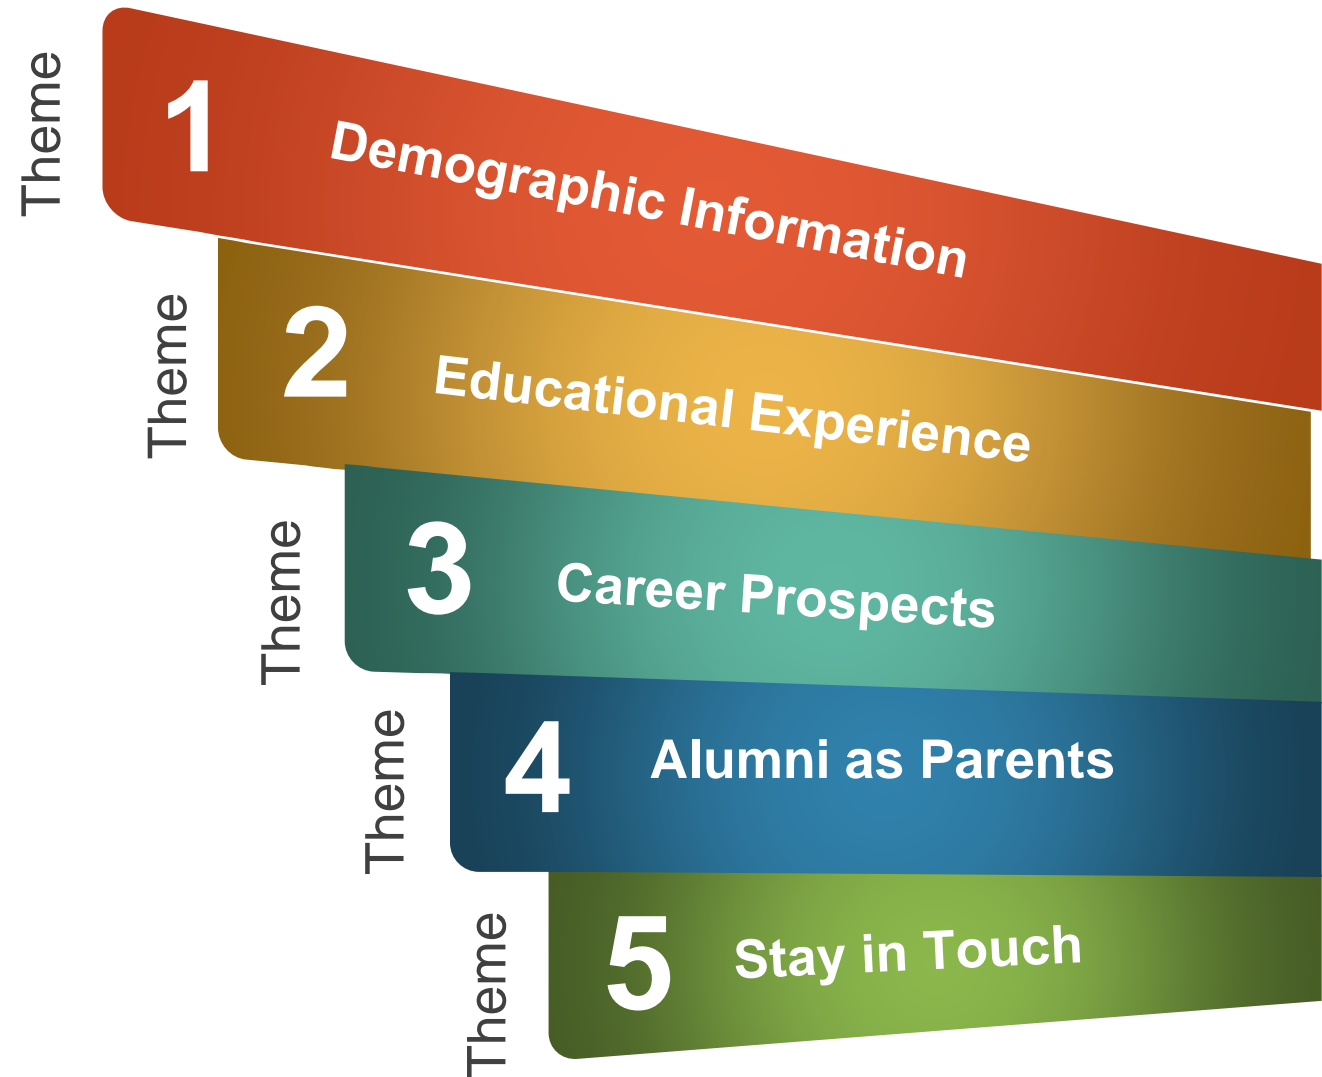 Theme
1
Demographic Information
Theme
2
Educational Experience
Theme
3
Career Prospects
Theme
4
Alumni as Parents
Theme
5
Stay in Touch